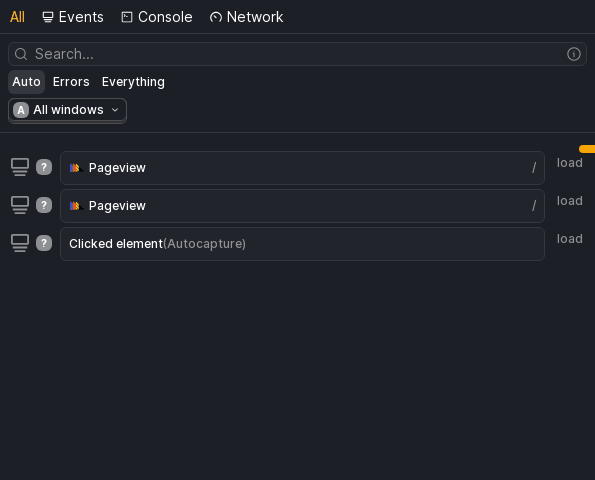 All Events Console Network
Search...
Auto Errors Everything
A All windows
? Pageview / load
? Pageview / load
? Clicked element(Autocapture) load